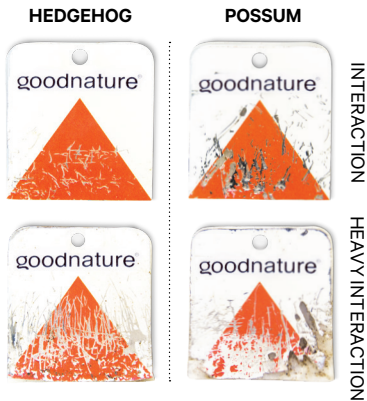 HEDGEHOG
POSSUM
goodnature®
goodnature®
INTERACTION
goodnature®
goodnature®
HEAVY INTERACTION